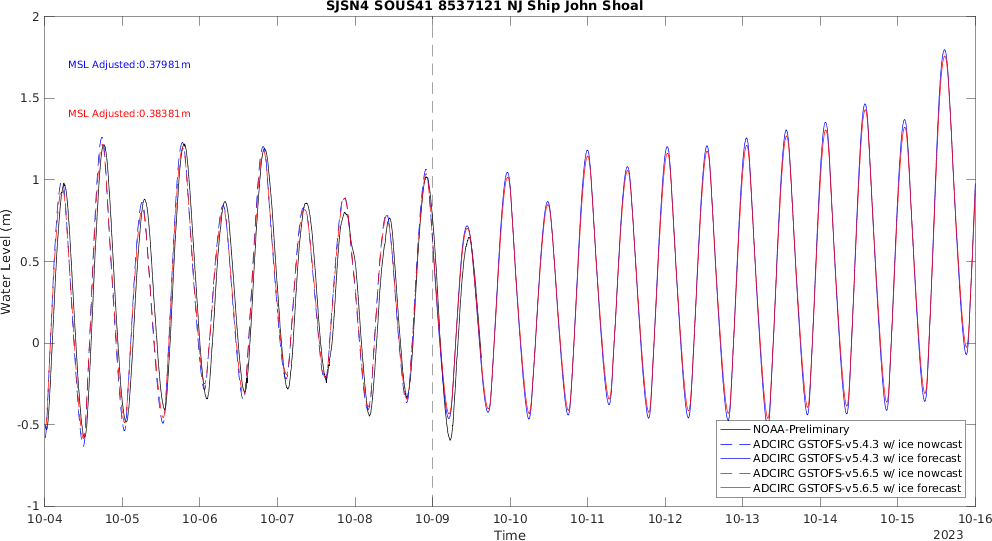 SJSN4 SOUS41 8537121 NJ Ship John Shoal
2
1.5
1
0.5
0
-0.5
-1
Water Level (m)
MSL Adjusted:0.37981m
MSL Adjusted:0.38381m
NOAA-Preliminary
ADCIRC GSTOFS-v5.4.3 w/ ice nowcast
ADCIRC GSTOFS-v5.4.3 w/ ice forecast
ADCIRC GSTOFS-v5.6.5 w/ ice nowcast
ADCIRC GSTOFS-v5.6.5 w/ ice forecast
10-04 10-05 10-06 10-07 10-08 10-09 10-10 10-11 10-12 10-13 10-14 10-15 10-16
Time
2023